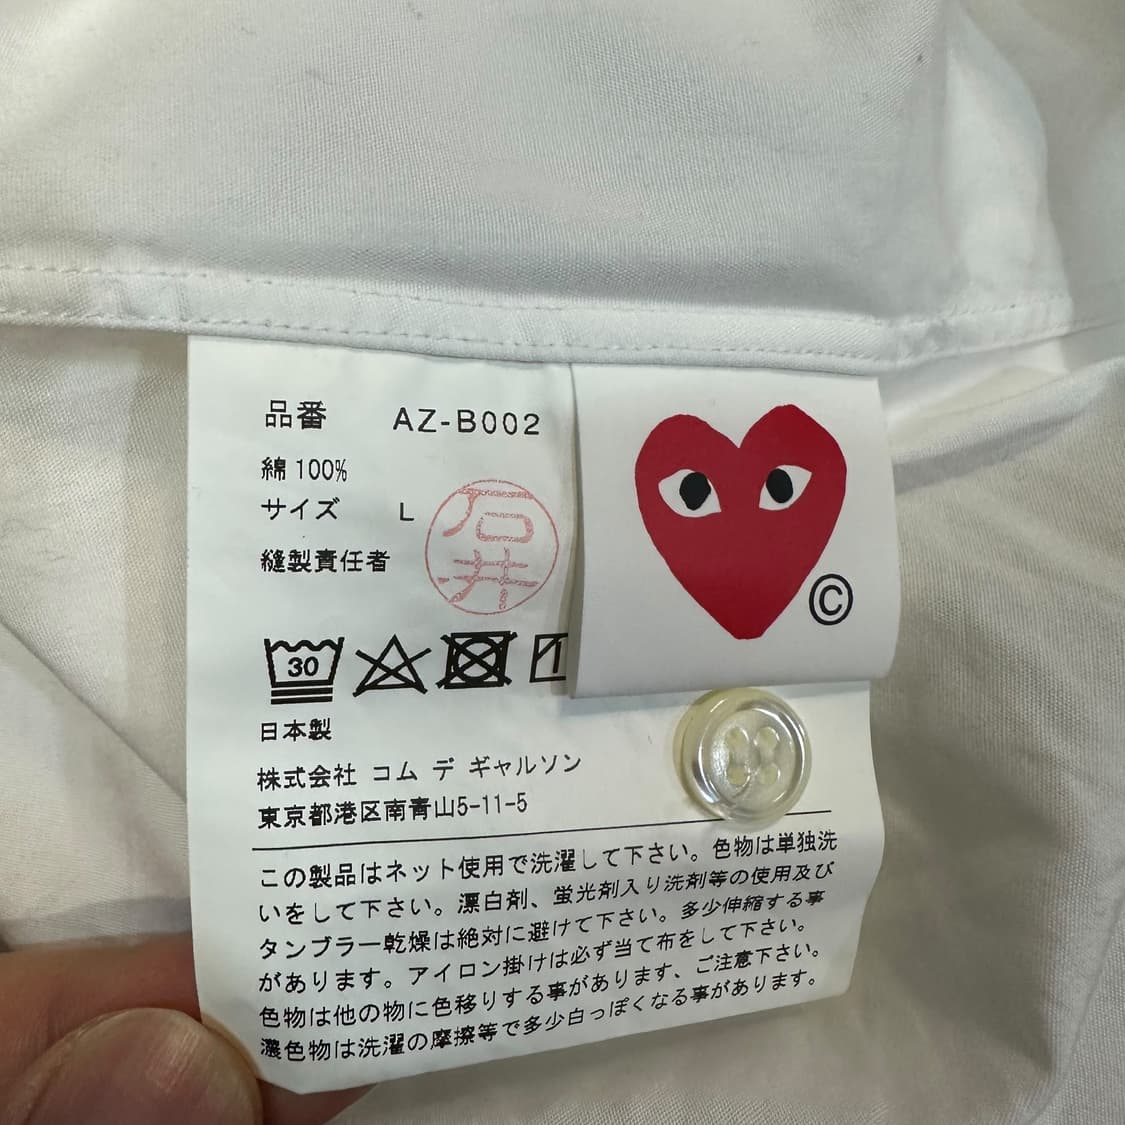 品番 AZ-B002
綿 100%
サイズ L
縫製責任者
石井
30
日本製
株式会社 コム デ ギャルソン
東京都港区南青山5-11-5
この製品はネット使用で洗濯して下さい。色物は単独洗
いをして下さい。漂白剤、蛍光剤入り洗剤等の使用及び
タンブラー乾燥は絶対に避けて下さい。多少伸縮する事
があります。アイロン掛けは必ず当て布をして下さい。
色物は他の物に色移りする事があります、ご注意下さい。
濃色物は洗濯の摩擦等で多少白っぽくなる事があります。
©